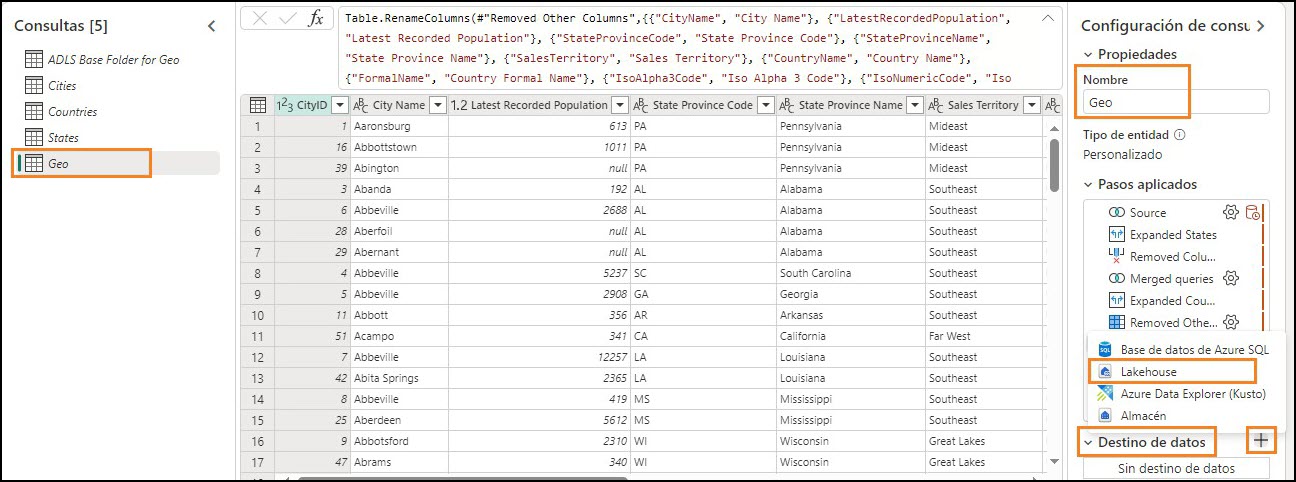 Consultas [5]
ADLS Base Folder for Geo
Cities
Countries
States
Geo
fx
Table.RenameColumns(#"Removed Other Columns",{{"CityName", "City Name"}, {"LatestRecordedPopulation",
"Latest Recorded Population"}, {"StateProvinceCode", "State Province Code"}, {"StateProvinceName",
"State Province Name"}, {"SalesTerritory", "Sales Territory"}, {"CountryName", "Country Name"},
{"FormalName", "Country Formal Name"}, {"IsoAlpha3Code", "Iso Alpha 3 Code"}, {"IsoNumericCode", "Iso
123 CityID ABC City Name 1.2 Latest Recorded Population ABC State Province Code ABC State Province Name ABC Sales Territory ABC
1 1 Aaronsburg 613 PA Pennsylvania Mideast
2 16 Abbottstown 1011 PA Pennsylvania Mideast
3 39 Abington null PA Pennsylvania Mideast
4 3 Abanda 192 AL Alabama Southeast
5 6 Abbeville 2688 AL Alabama Southeast
6 28 Aberfoil null AL Alabama Southeast
7 29 Abernant null AL Alabama Southeast
8 4 Abbeville 5237 SC South Carolina Southeast
9 5 Abbeville 2908 GA Georgia Southeast
10 11 Abbott 356 AR Arkansas Southeast
11 51 Acampo 341 CA California Far West
12 7 Abbeville 12257 LA Louisiana Southeast
13 42 Abita Springs 2365 LA Louisiana Southeast
14 8 Abbeville 419 MS Mississippi Southeast
15 25 Aberdeen 5612 MS Mississippi Southeast
16 9 Abbotsford 2310 WI Wisconsin Great Lakes
17 47 Abrams 340 WI Wisconsin Great Lakes
Configuración de consu
Propiedades
Nombre
Geo
Tipo de entidad
Personalizado
Pasos aplicados
Source
Expanded States
Removed Colu...
Merged queries
Expanded Cou...
Removed Othe...
SQL Base de datos de Azure SQL
Lakehouse
Azure Data Explorer (Kusto)
Almacén
Destino de datos
Sin destino de datos